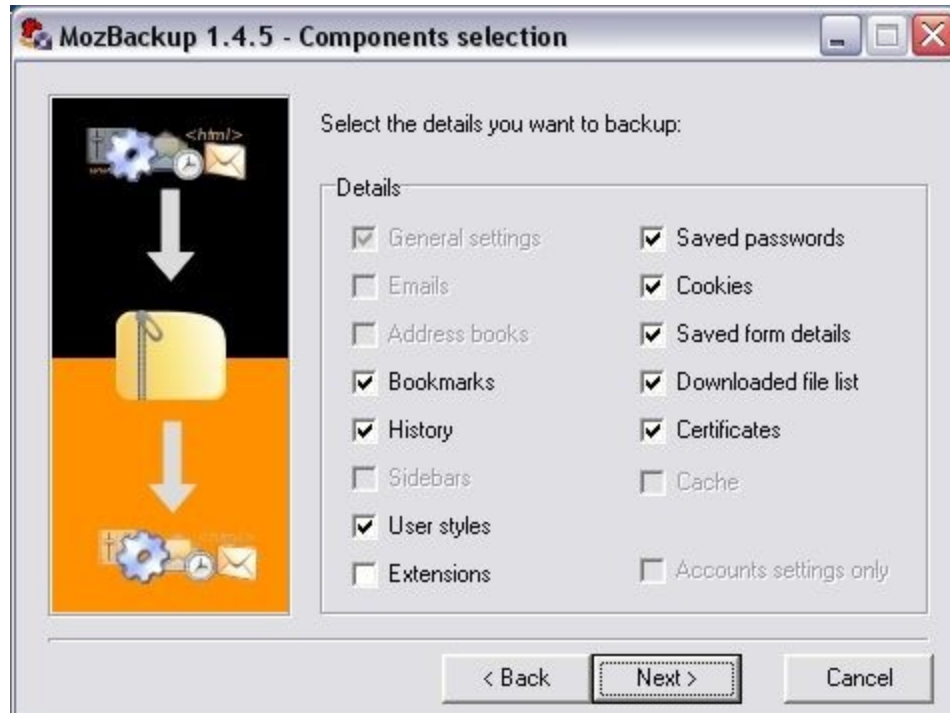 MozBackup 1.4.5 - Components selection
<html>
Select the details you want to backup:
Details
General settings
Emails
Address books
Bookmarks
History
Sidebars
User styles
Extensions
Saved passwords
Cookies
Saved form details
Downloaded file list
Certificates
Cache
Accounts settings only
< Back
Next >
Cancel